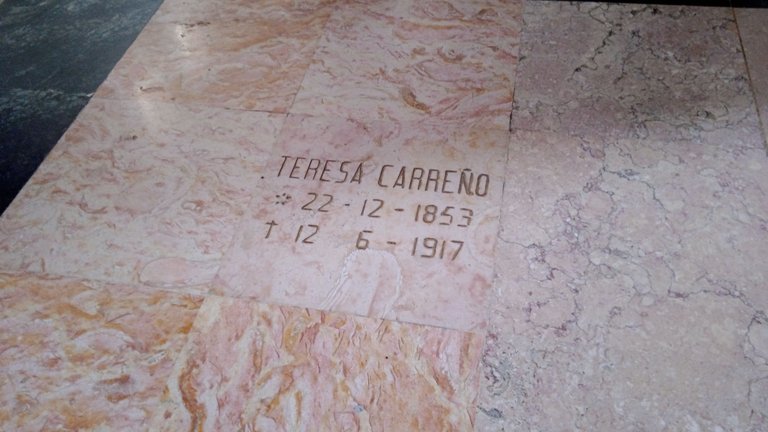 TERESA CARREÑO
* 22 - 12 - 1853
† 12 6 - 1917